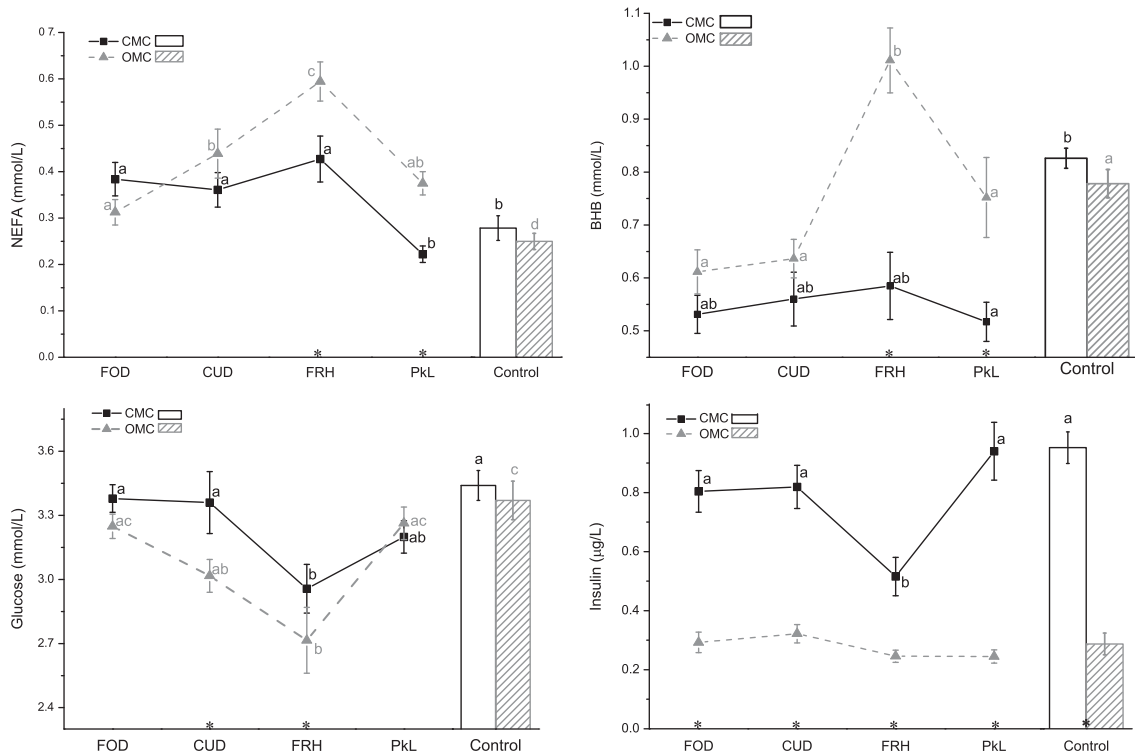 CMC
OMC
NEFA (mmol/L)
0.7
0.6
0.5
0.4
0.3
0.2
0.1
0.0
a
a
a
b
a
b
c
ab
b
d
* *
FOD CUD FRH PkL Control
CMC
OMC
BHB (mmol/L)
1.1
1.0
0.9
0.8
0.7
0.6
0.5
ab
ab
ab
a
a
a
b
a
b
a
* *
FOD CUD FRH PkL Control
CMC
OMC
Glucose (mmol/L)
3.6
3.3
3.0
2.7
2.4
a
a
b
ab
ac
ab
b
ac
a
c
* *
FOD CUD FRH PkL Control
CMC
OMC
Insulin (μg/L)
1.0
0.8
0.6
0.4
0.2
0.0
a
a
b
a
a
* * * * *
FOD CUD FRH PkL Control